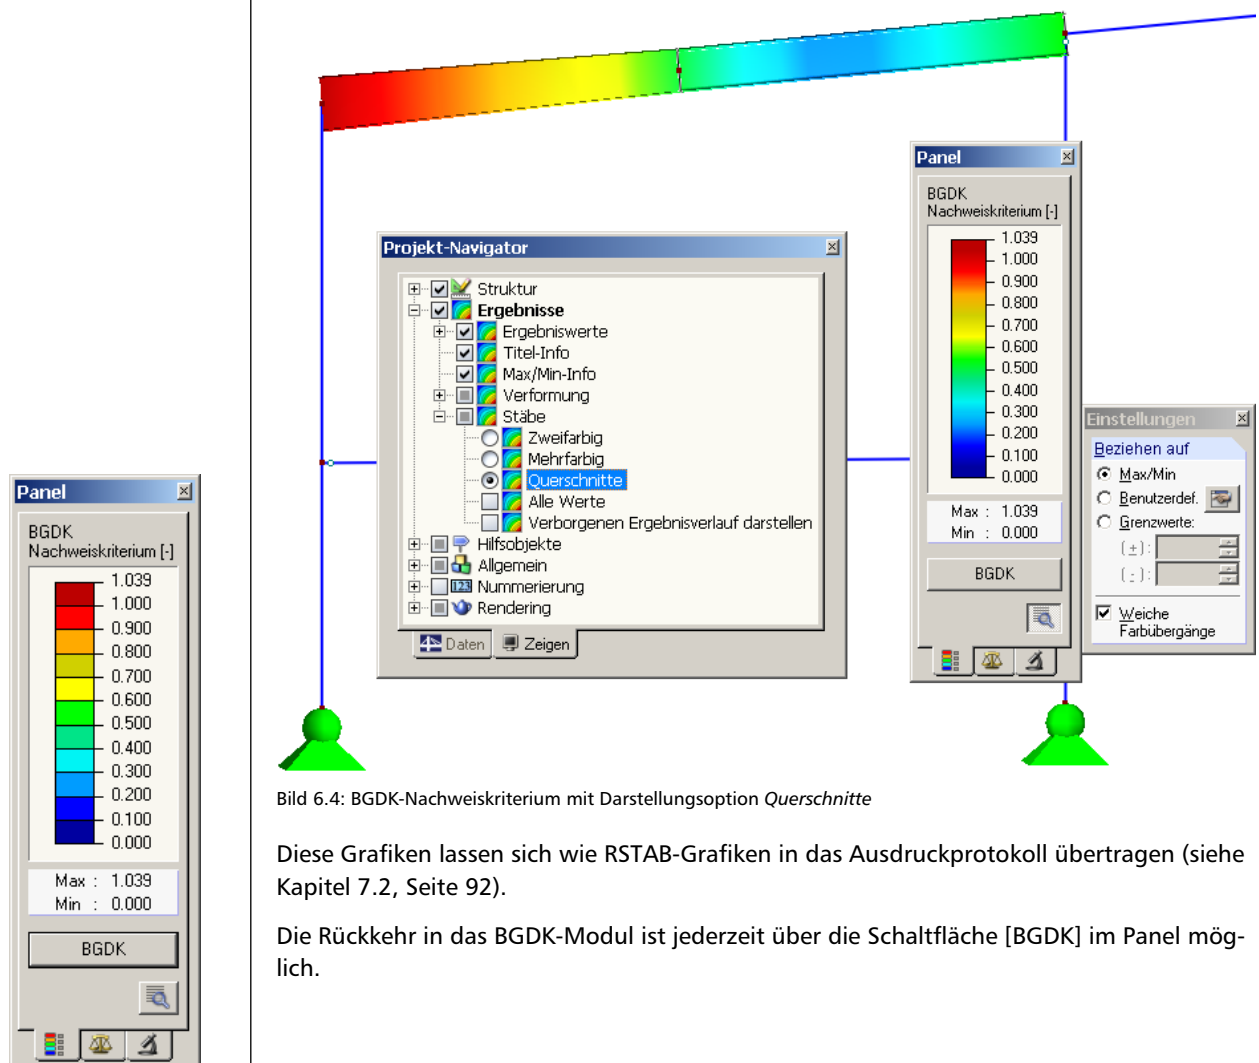 Panel
BGDK
Nachweiskriterium [-]
1.039
1.000
0.900
0.800
0.700
0.600
0.500
0.400
0.300
0.200
0.100
0.000
Max : 1.039
Min : 0.000
BGDK
Projekt-Navigator
Struktur
Ergebnisse
Ergebniswerte
Titel-Info
Max/Min-Info
Verformung
Stäbe
Zweifarbig
Mehrfarbig
Querschnitte
Alle Werte
Verborgenen Ergebnisverlauf darstellen
Hilfsobjekte
Allgemein
123 Nummerierung
Rendering
Daten
Zeigen
Panel
BGDK
Nachweiskriterium [-]
1.039
1.000
0.900
0.800
0.700
0.600
0.500
0.400
0.300
0.200
0.100
0.000
Max : 1.039
Min : 0.000
BGDK
Einstellungen
Beziehen auf
Max/Min
Benutzerdef.
Grenzwerte:
(+):
(-):
Weiche
Farbübergänge
Bild 6.4: BGDK-Nachweiskriterium mit Darstellungsoption Querschnitte
Diese Grafiken lassen sich wie RSTAB-Grafiken in das Ausdruckprotokoll übertragen (siehe
Kapitel 7.2, Seite 92).
Die Rückkehr in das BGDK-Modul ist jederzeit über die Schaltfläche [BGDK] im Panel mög-
lich.